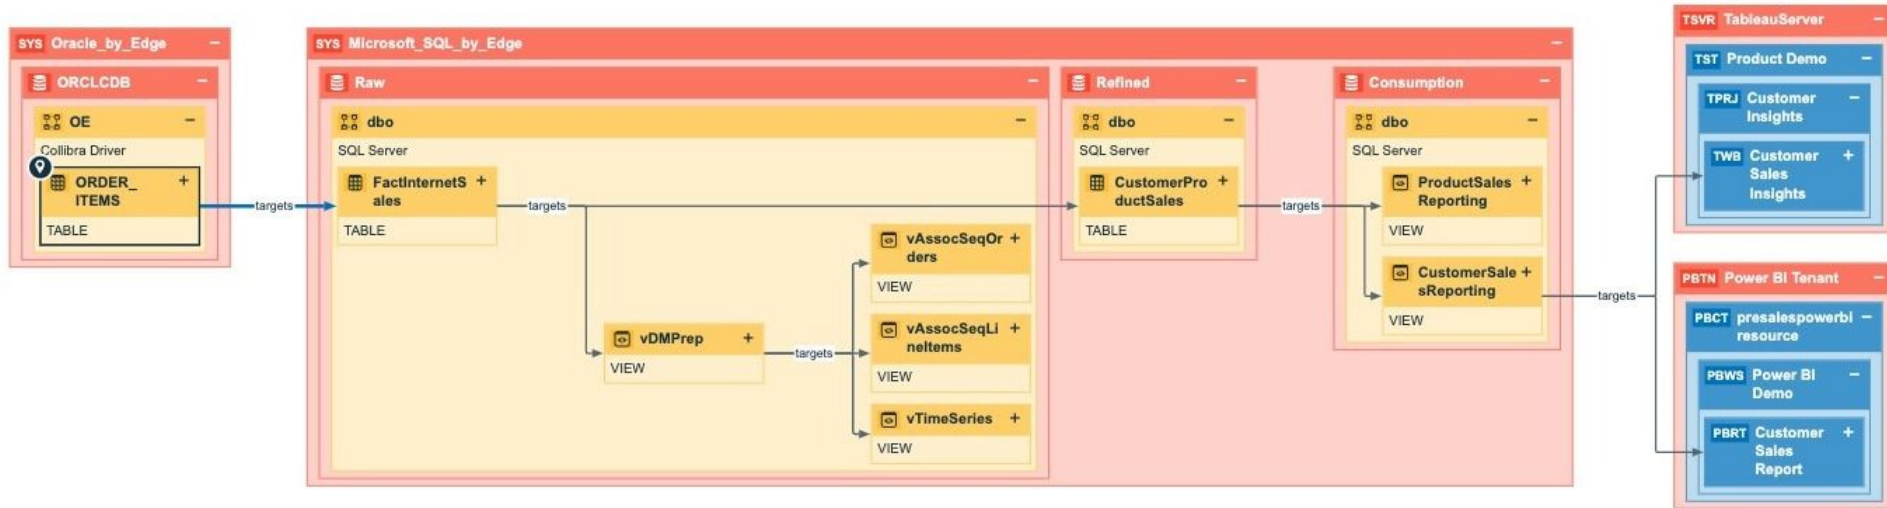 SYS Oracle_by_Edge
ORCLCDB
OE
Collibra Driver
ORDER_
ITEMS
TABLE
targets
SYS Microsoft_SQL_by_Edge
Raw
dbo
SQL Server
FactInternetS
ales
TABLE
targets
vDMPrep
VIEW
targets
vAssocSeqOr
ders
VIEW
vAssocSeqLi
neItems
VIEW
vTimeSeries
VIEW
Refined
dbo
SQL Server
CustomerPro
ductSales
TABLE
targets
Consumption
dbo
SQL Server
ProductSales
Reporting
VIEW
CustomerSale
sReporting
VIEW
targets
TSVR TableauServer
TST Product Demo
TPRJ Customer
Insights
TWB Customer
Sales
Insights
PBTN Power BI Tenant
PBCT presalespowerbi
resource
PBWS Power BI
Demo
PBRT Customer
Sales
Report